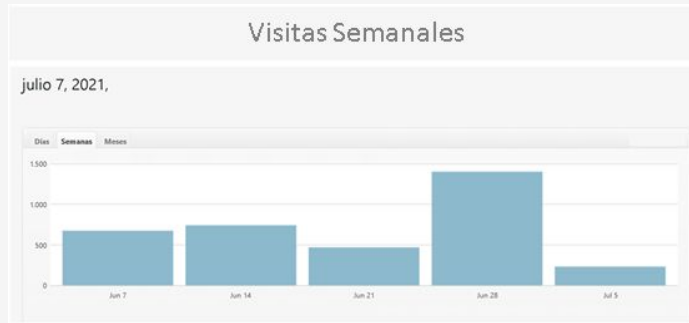 Visitas Semanales
julio 7, 2021,
Días Semanas Meses
1.500
1.000
500
0
Jun 7 Jun 14 Jun 21 Jun 28 Jul 5